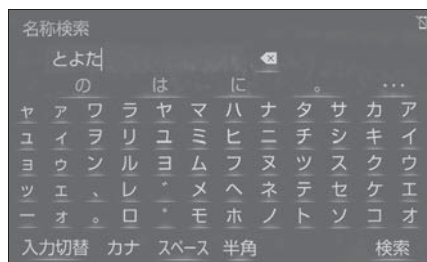 名称検索
とよた
の は に 。 …
ャ ァ ワ ラ ヤ マ ハ ナ タ サ カ ア
ュ ィ ヲ リ ユ ミ ヒ ニ チ シ キ イ
ョ ゥ ン ル ヨ ム フ ヌ ツ ス ク ウ
ッ ェ 、 レ ゛ メ ヘ ネ テ セ ケ エ
ー ォ 。 ロ ゜ モ ホ ノ ト ソ コ オ
入力切替 カナ スペース 半角 検索